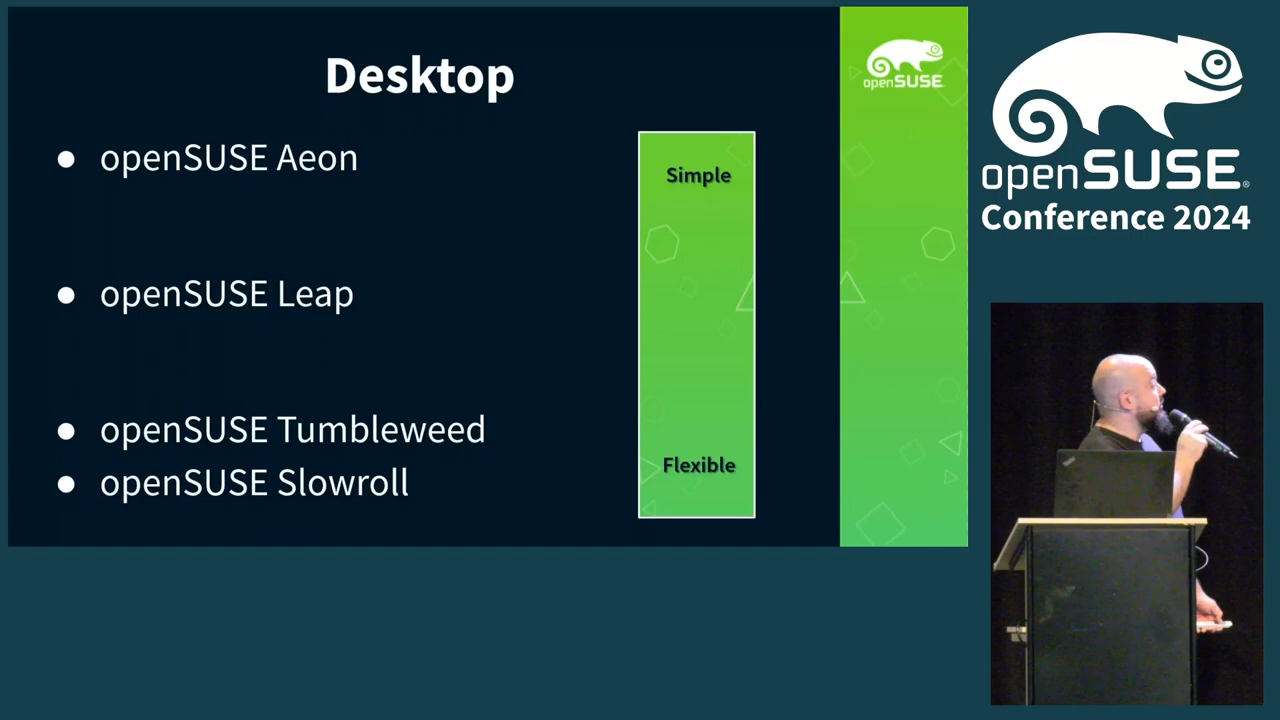 Desktop
openSUSE Aeon
openSUSE Leap
openSUSE Tumbleweed
openSUSE Slowroll
Simple
Flexible
openSUSE
openSUSE®
Conference 2024